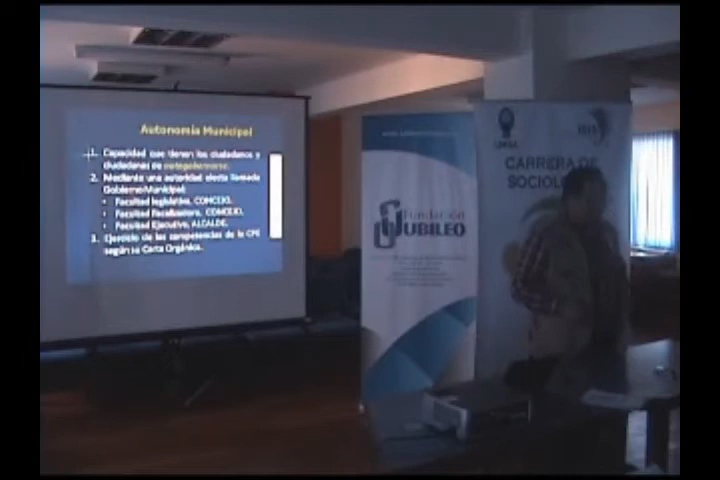 Autonomía Municipal
1. Capacidad que tienen los ciudadanos y
ciudadanas de autogobernarse.
2. Mediante una autoridad electa llamada
Gobierno Municipal:
• Facultad legislativa, CONCEJO.
• Facultad Fiscalizadora, CONCEJO.
• Facultad Ejecutiva, ALCALDE.
3. Ejercicio de las competencias de la CPE
según su Carta Orgánica.
Fundación
JUBILEO
UMSA
CARRERA DE